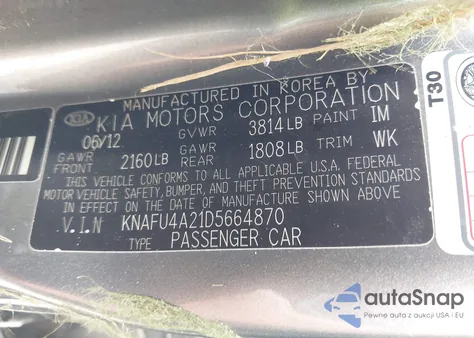 MANUFACTURED IN KOREA BY
KIA KIA MOTORS CORPORATION
06/12 GVWR 3814LB PAINT IM
GAWR FRONT 2160LB GAWR REAR 1808LB TRIM WK
THIS VEHICLE CONFORMS TO ALL APPLICABLE U.S.A. FEDERAL
MOTOR VEHICLE SAFETY, BUMPER, AND THEFT PREVENTION STANDARDS
IN EFFECT ON THE DATE OF MANUFACTURE SHOWN ABOVE.
V.I.N KNAFU4A21D5664870
TYPE PASSENGER CAR
T30
autoSnap
Pewne auta z aukcji USA i EU